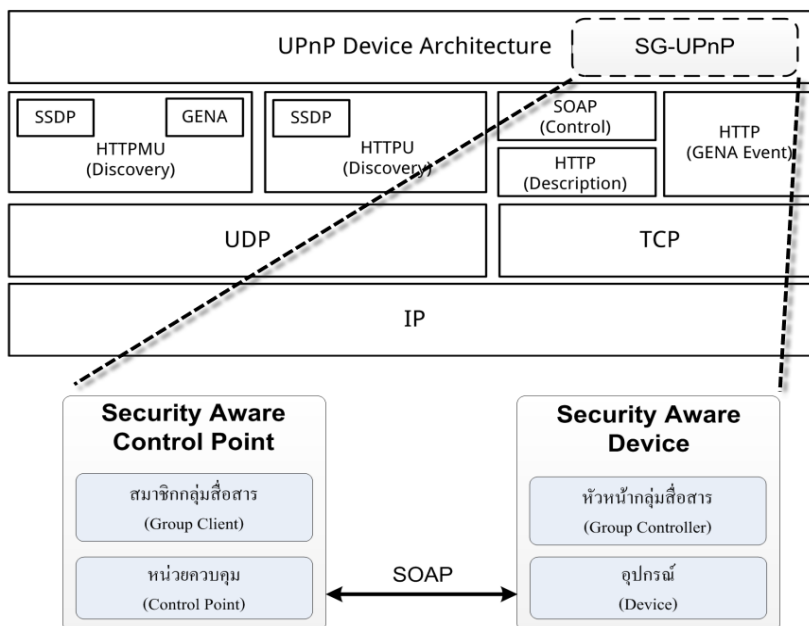 UPnP Device Architecture
SG-UPnP
SSDP
GENA
HTTPMU
(Discovery)
SSDP
HTTPU
(Discovery)
SOAP
(Control)
HTTP
(Description)
HTTP
(GENA Event)
UDP
TCP
IP
Security Aware
Control Point
สมาชิกกลุ่มสื่อสาร
(Group Client)
หน่วยควบคุม
(Control Point)
SOAP
Security Aware
Device
หัวหน้ากลุ่มสื่อสาร
(Group Controller)
อุปกรณ์
(Device)